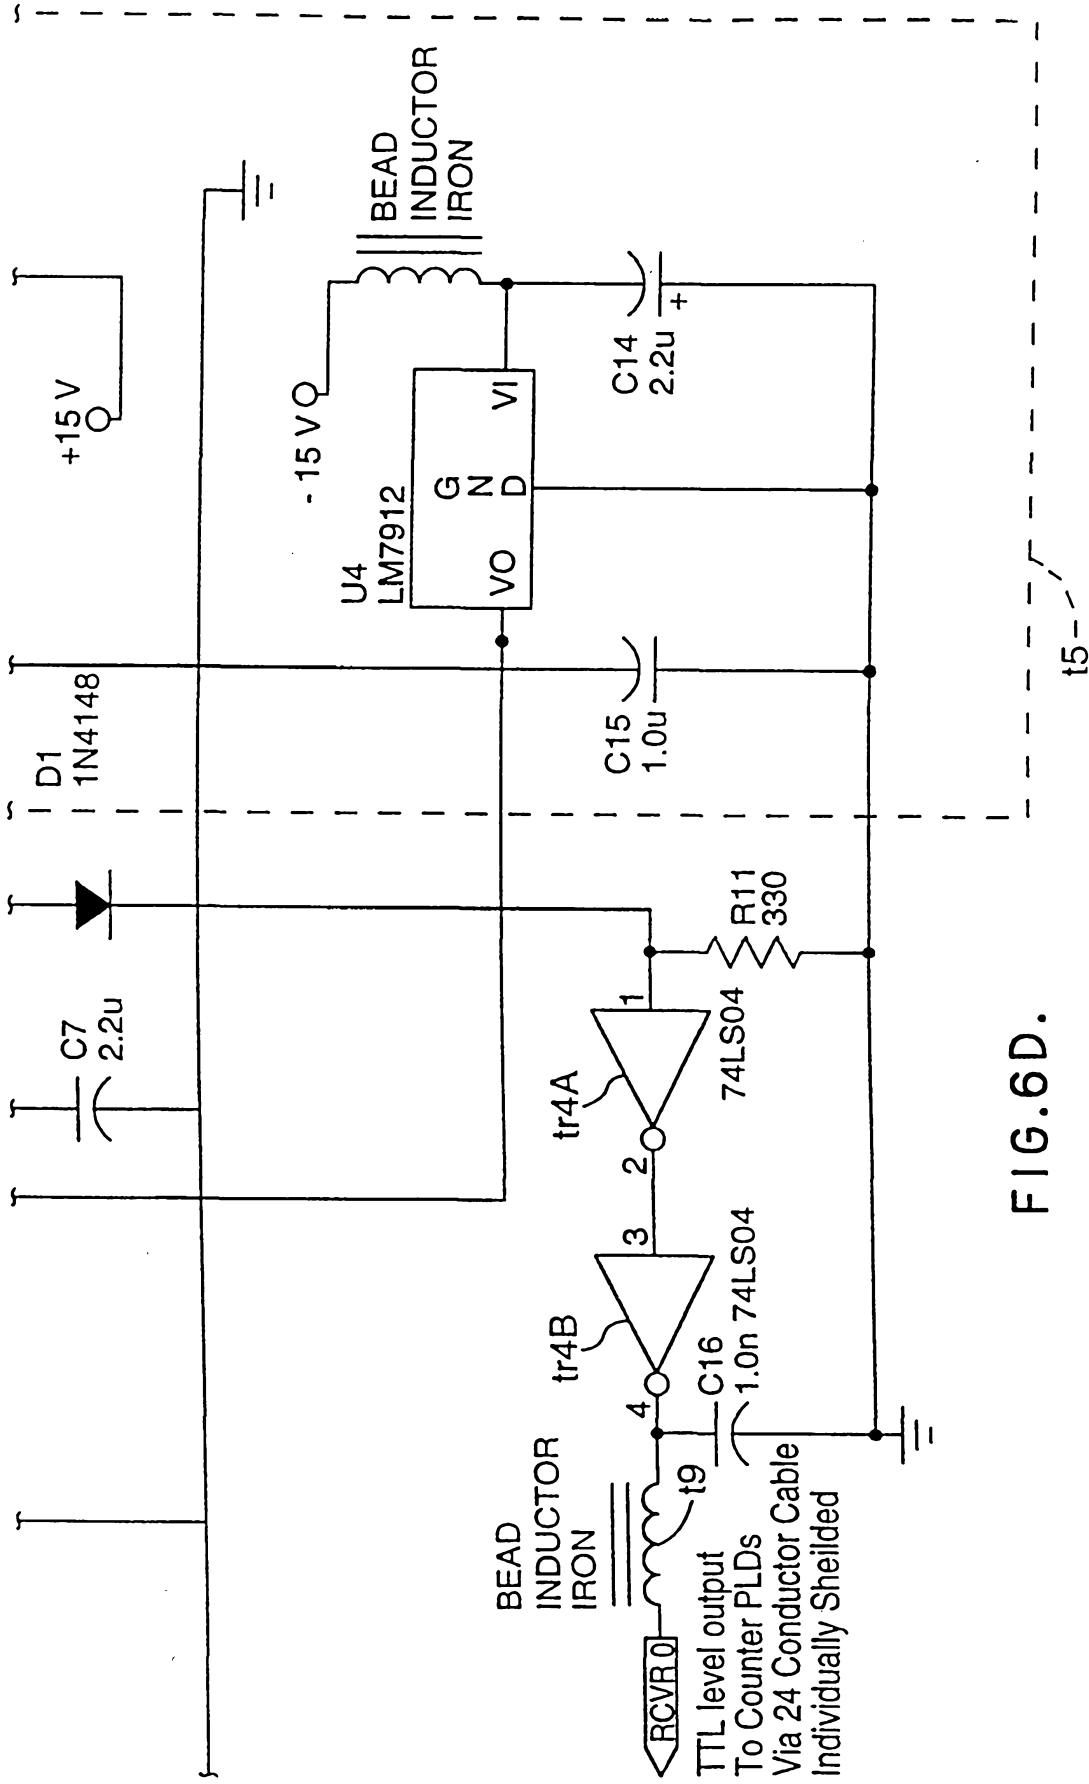 +15 V
BEAD
INDUCTOR
IRON
- 15 V
U4
LM7912
VO
G
N
D
VI
C14
2.2u
+
D1
1N4148
C15
1.0u
t5
C7
2.2u
R11
330
1
tr4A
74LS04
2
3
tr4B
74LS04
4
C16
1.0n
BEAD
INDUCTOR
IRON
t9
RCVR 0
TTL level output
To Counter PLDs
Via 24 Conductor Cable
Individually Sheilded
FIG.6D.